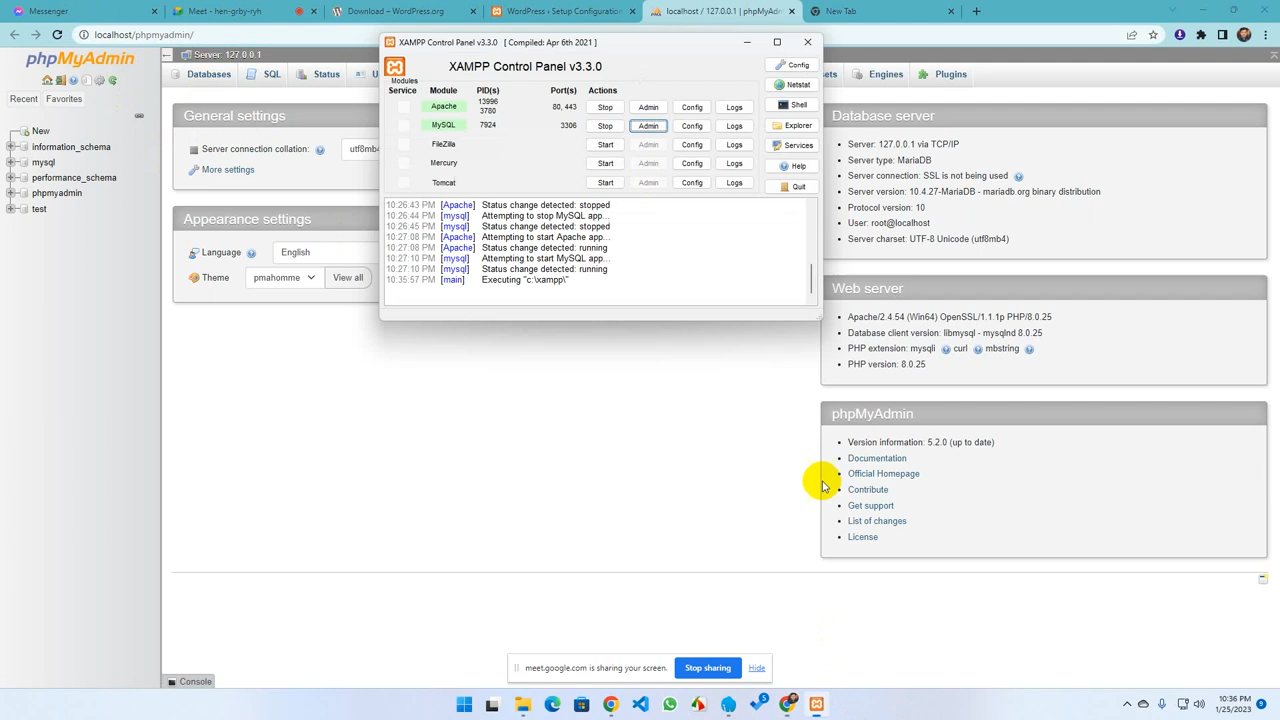 Messenger
Meet - hen-grby-ryh
Download – WordPress.org
WordPress › Setup Configuration
localhost / 127.0.0.1 | phpMyAdm
New Tab
localhost/phpmyadmin/
phpMyAdmin
Recent
Favorites
New
information_schema
mysql
performance_schema
phpmyadmin
test
Server: 127.0.0.1
Databases
SQL
Status
Engines
Plugins
General settings
Server connection collation:
utf8mb4
More settings
Appearance settings
Language
English
Theme
pmahomme
View all
XAMPP Control Panel v3.3.0 [ Compiled: Apr 6th 2021 ]
XAMPP Control Panel v3.3.0
Modules
Service Module PID(s) Port(s) Actions
Apache 13996 3780 80, 443 Stop Admin Config Logs
MySQL 7924 3306 Stop Admin Config Logs
FileZilla Start Admin Config Logs
Mercury Start Admin Config Logs
Tomcat Start Admin Config Logs
Config
Netstat
Shell
Explorer
Services
Help
Quit
10:26:43 PM [Apache] Status change detected: stopped
10:26:44 PM [mysql] Attempting to stop MySQL app...
10:26:45 PM [mysql] Status change detected: stopped
10:27:08 PM [Apache] Attempting to start Apache app...
10:27:08 PM [Apache] Status change detected: running
10:27:10 PM [mysql] Attempting to start MySQL app...
10:27:10 PM [mysql] Status change detected: running
10:35:57 PM [main] Executing "c:\xampp\"
Database server
Server: 127.0.0.1 via TCP/IP
Server type: MariaDB
Server connection: SSL is not being used
Server version: 10.4.27-MariaDB - mariadb.org binary distribution
Protocol version: 10
User: root@localhost
Server charset: UTF-8 Unicode (utf8mb4)
Web server
Apache/2.4.54 (Win64) OpenSSL/1.1.1p PHP/8.0.25
Database client version: libmysql - mysqlnd 8.0.25
PHP extension: mysqli curl mbstring
PHP version: 8.0.25
phpMyAdmin
Version information: 5.2.0 (up to date)
Documentation
Official Homepage
Contribute
Get support
List of changes
License
Console
meet.google.com is sharing your screen.
Stop sharing
Hide
10:36 PM
1/25/2023